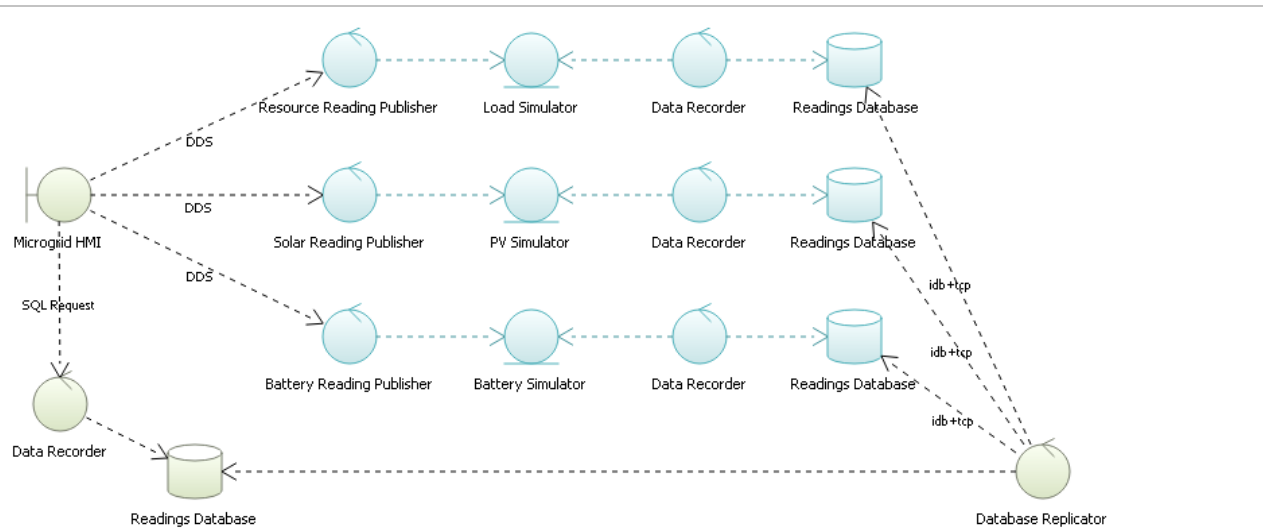 Resource Reading Publisher
Load Simulator
Data Recorder
Readings Database
DDS
Microgrid HMI
DDS
Solar Reading Publisher
PV Simulator
Data Recorder
Readings Database
DDS
idb+tcp
SQL Request
idb+tcp
Battery Reading Publisher
Battery Simulator
Data Recorder
Readings Database
idb+tcp
Data Recorder
Readings Database
Database Replicator